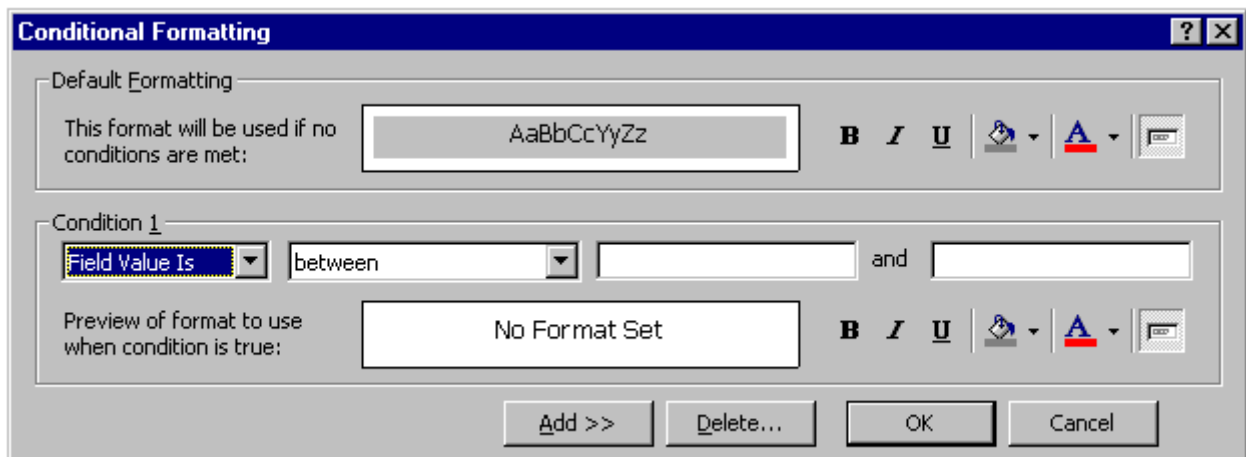 Conditional Formatting
Default Formatting
This format will be used if no
conditions are met:
AaBbCcYyZz
B I U A
Condition 1
Field Value Is between and
Preview of format to use
when condition is true:
No Format Set
B I U A
Add >> Delete... OK Cancel